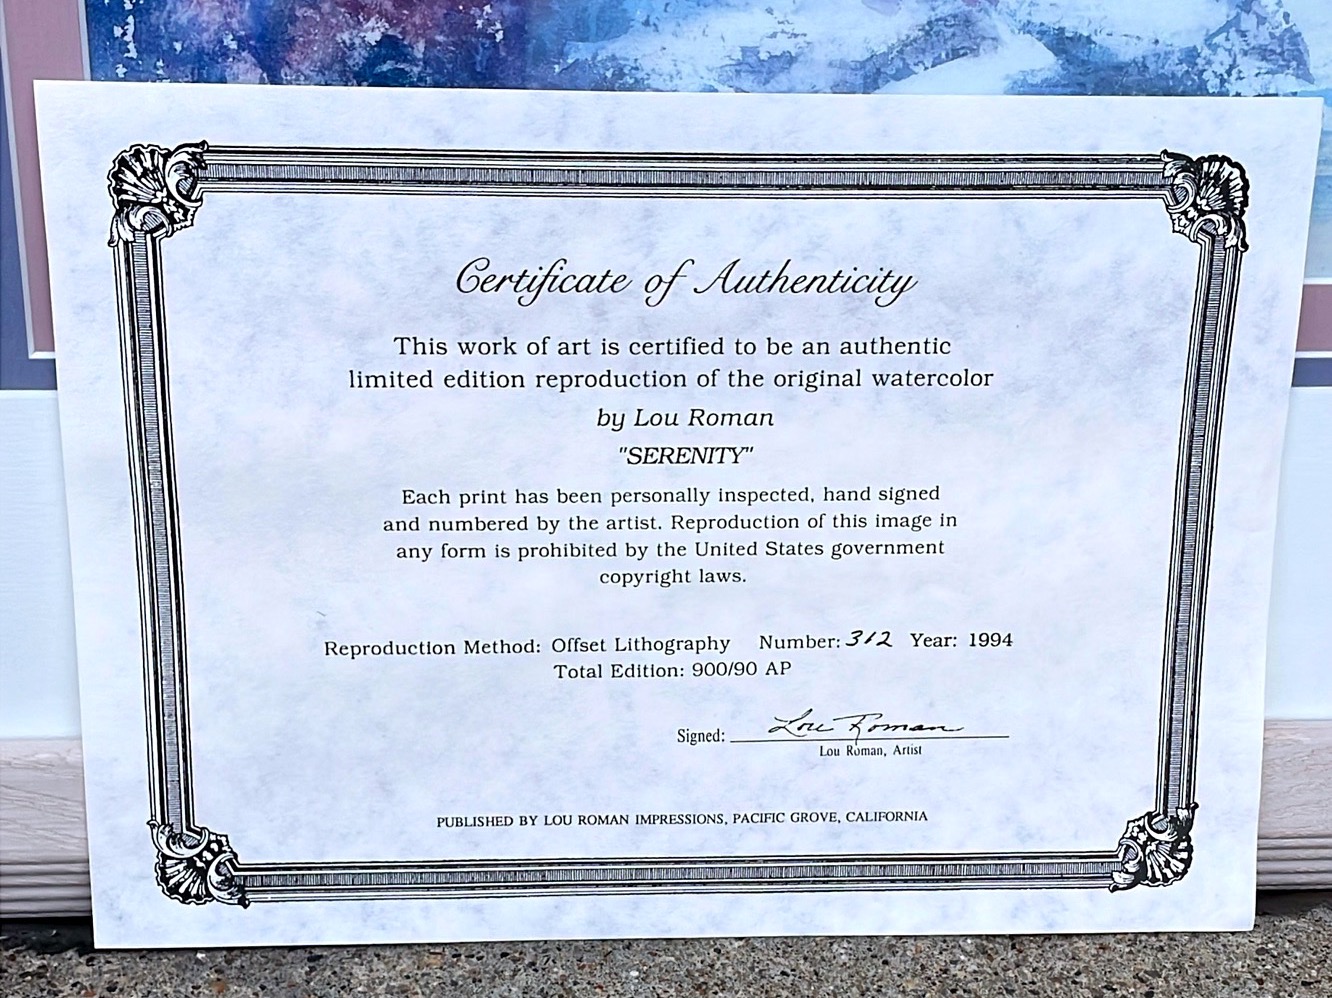 Certificate of Authenticity
This work of art is certified to be an authentic
limited edition reproduction of the original watercolor
by Lou Roman
"SERENITY"
Each print has been personally inspected, hand signed
and numbered by the artist. Reproduction of this image in
any form is prohibited by the United States government
copyright laws.
Reproduction Method: Offset Lithography Number: 312 Year: 1994
Total Edition: 900/90 AP
Signed: Lou Roman
Lou Roman, Artist
PUBLISHED BY LOU ROMAN IMPRESSIONS, PACIFIC GROVE, CALIFORNIA